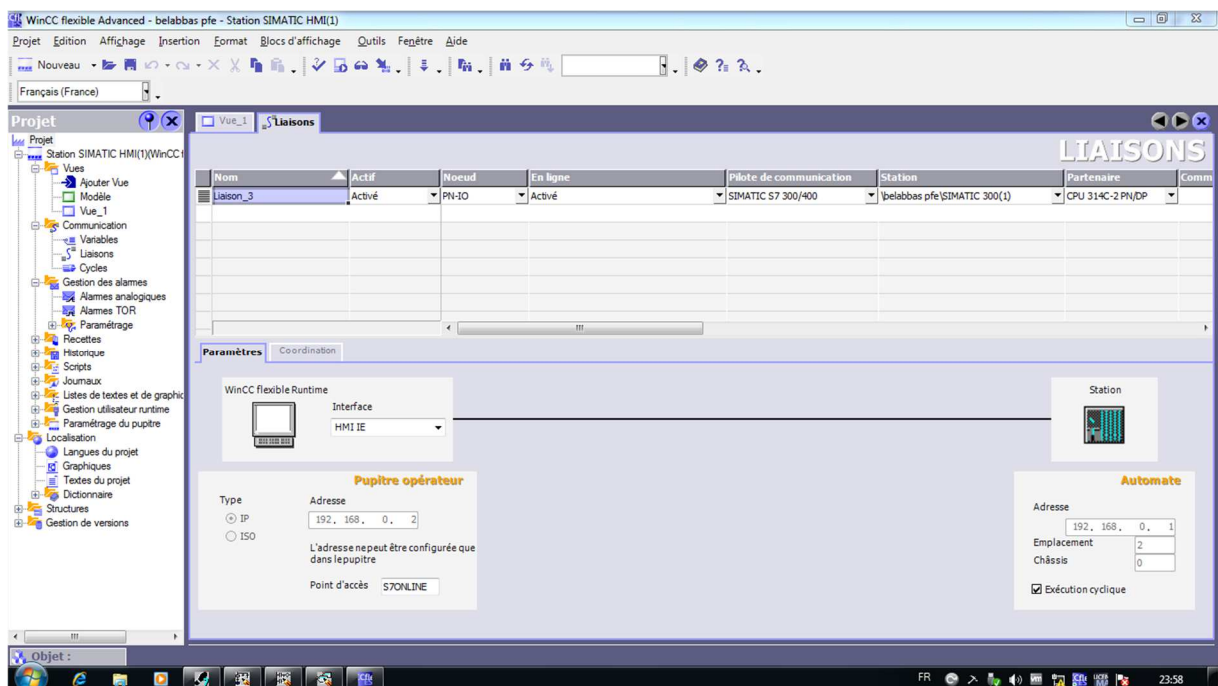 WinCC flexible Advanced - belabbas pfe - Station SIMATIC HMI(1)
Projet Edition Affichage Insertion Format Blocs d'affichage Outils Fenêtre Aide
Nouveau
Français (France)
Projet
Vue_1 Liaisons
LIAISONS
Projet
Station SIMATIC HMI(1)(WinCC f
Vues
Ajouter Vue
Modèle
Vue_1
Communication
Variables
Liaisons
Cycles
Gestion des alarmes
Alarmes analogiques
Alarmes TOR
Paramétrage
Recettes
Historique
Scripts
Journaux
Listes de textes et de graphic
Gestion utilisateur runtime
Paramétrage du pupitre
Localisation
Langues du projet
Graphiques
Textes du projet
Dictionnaire
Structures
Gestion de versions
Nom Actif Noeud En ligne Pilote de communication Station Partenaire Comm
Liaison_3 Activé PN-IO Activé SIMATIC S7 300/400 \belabbas pfe\SIMATIC 300(1) CPU 314C-2 PN/DP
Paramètres Coordination
WinCC flexible Runtime
Interface
HMI IE
Station
Pupitre opérateur
Type Adresse
IP 192. 168. 0. 2
ISO
L'adresse nepeut être configurée que
dans lepupitre
Point d'accès S7ONLINE
Automate
Adresse
192. 168. 0. 1
Emplacement 2
Châssis 0
Exécution cyclique
Objet :
FR 23:58